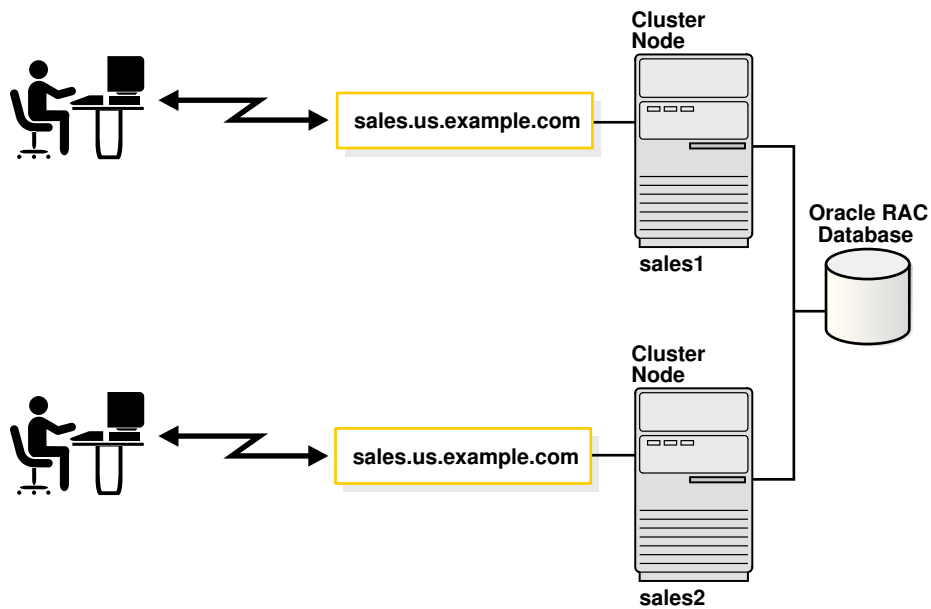 Cluster
Node
sales.us.example.com
sales1
Oracle RAC
Database
Cluster
Node
sales.us.example.com
sales2